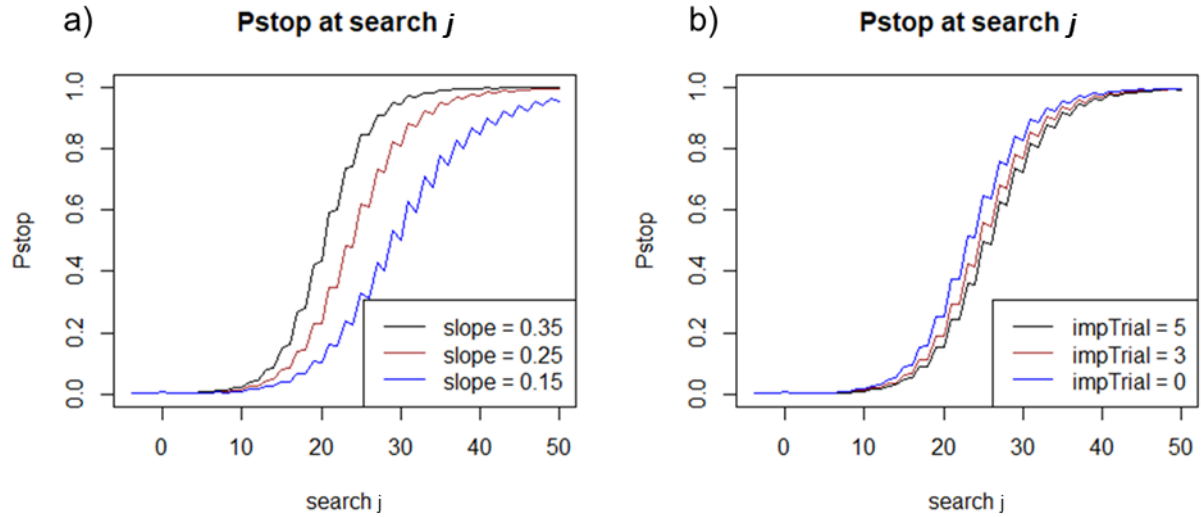 a)
Pstop at search j
Pstop
1.0
0.8
0.6
0.4
0.2
0.0
slope = 0.35
slope = 0.25
slope = 0.15
0 10 20 30 40 50
search j
b)
Pstop at search j
Pstop
1.0
0.8
0.6
0.4
0.2
0.0
impTrial = 5
impTrial = 3
impTrial = 0
0 10 20 30 40 50
search j